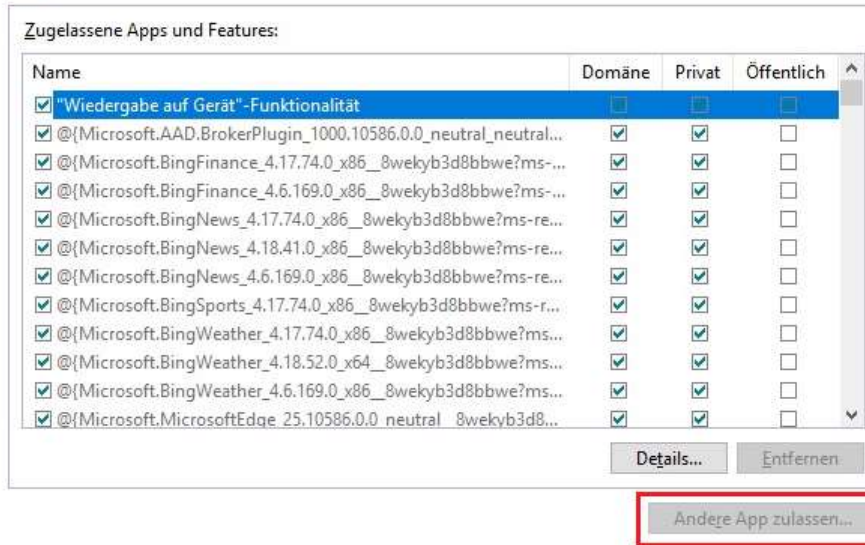 Zugelassene Apps und Features:
Name Domäne Privat Öffentlich
"Wiedergabe auf Gerät"-Funktionalität
@{Microsoft.AAD.BrokerPlugin_1000.10586.0.0_neutral_neutral...
@{Microsoft.BingFinance_4.17.74.0_x86__8wekyb3d8bbwe?ms-...
@{Microsoft.BingFinance_4.6.169.0_x86__8wekyb3d8bbwe?ms-...
@{Microsoft.BingNews_4.17.74.0_x86__8wekyb3d8bbwe?ms-re...
@{Microsoft.BingNews_4.18.41.0_x86__8wekyb3d8bbwe?ms-re...
@{Microsoft.BingNews_4.6.169.0_x86__8wekyb3d8bbwe?ms-re...
@{Microsoft.BingSports_4.17.74.0_x86__8wekyb3d8bbwe?ms-r...
@{Microsoft.BingWeather_4.17.74.0_x86__8wekyb3d8bbwe?ms...
@{Microsoft.BingWeather_4.18.52.0_x64__8wekyb3d8bbwe?ms...
@{Microsoft.BingWeather_4.6.169.0_x86__8wekyb3d8bbwe?ms...
@{Microsoft.MicrosoftEdge_25.10586.0.0_neutral__8wekyb3d8...
Details... Entfernen
Andere App zulassen...